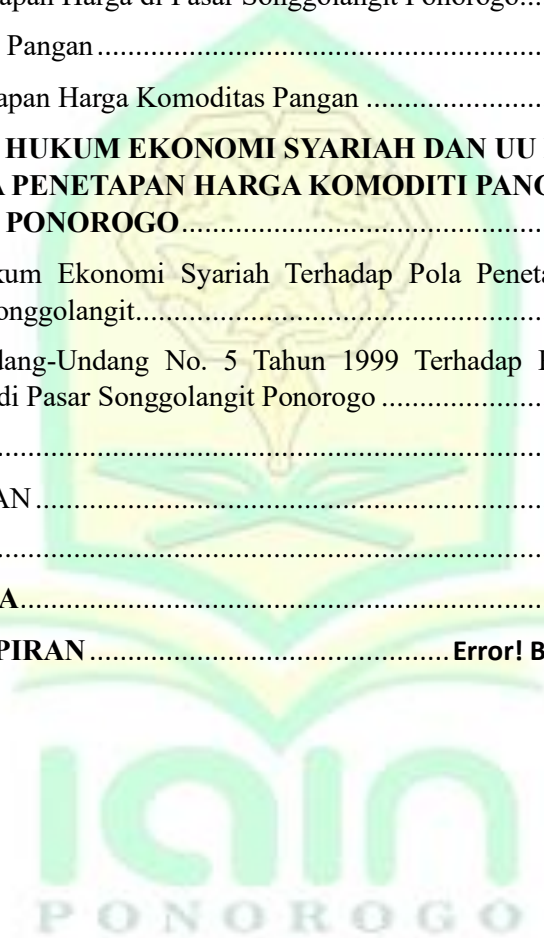 apan Harga di Pasar Songgolangit Ponorogo...
Pangan ...
apan Harga Komoditas Pangan ...
HUKUM EKONOMI SYARIAH DAN UU
A PENETAPAN HARGA KOMODITI PANG
PONOROGO...
kum Ekonomi Syariah Terhadap Pola Peneta
onggolangit...
dang-Undang No. 5 Tahun 1999 Terhadap P
di Pasar Songgolangit Ponorogo ...
...
AN ...
...
A...
PIRAN ... Error! B
iain
PONOROGO